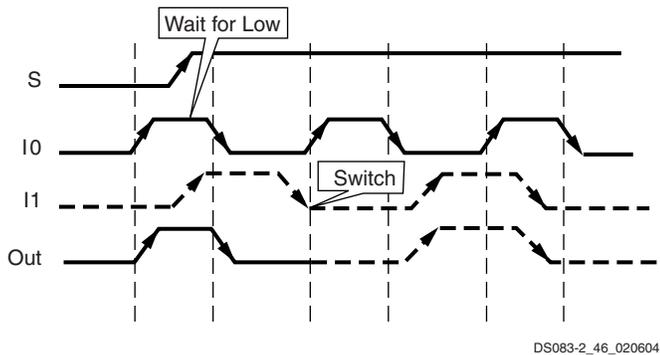 Wait for Low
S
I0
I1
Switch
Out
DS083-2_46_020604